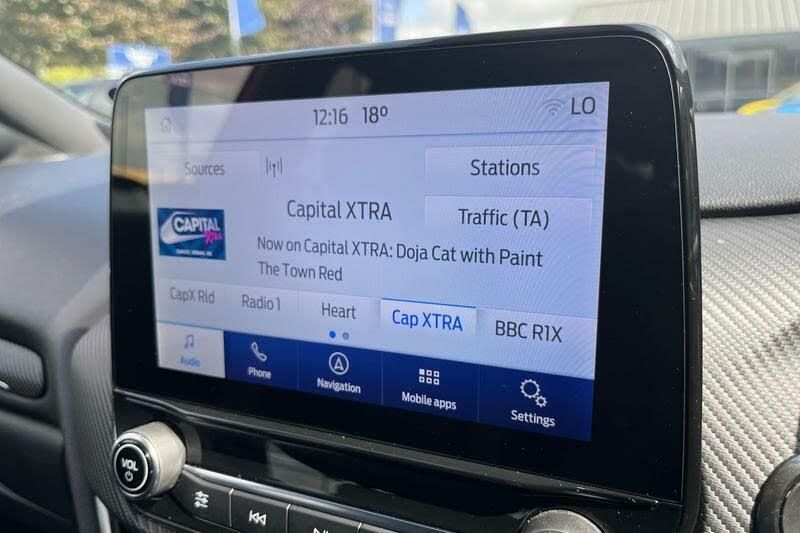 12:16 18°
LO
Sources
Stations
Capital XTRA
Traffic (TA)
CAPITAL
XTRA
Now on Capital XTRA: Doja Cat with Paint
The Town Red
CapX Rld
Radio 1
Heart
Cap XTRA
BBC R1X
Audio
Phone
Navigation
Mobile apps
Settings
VOL